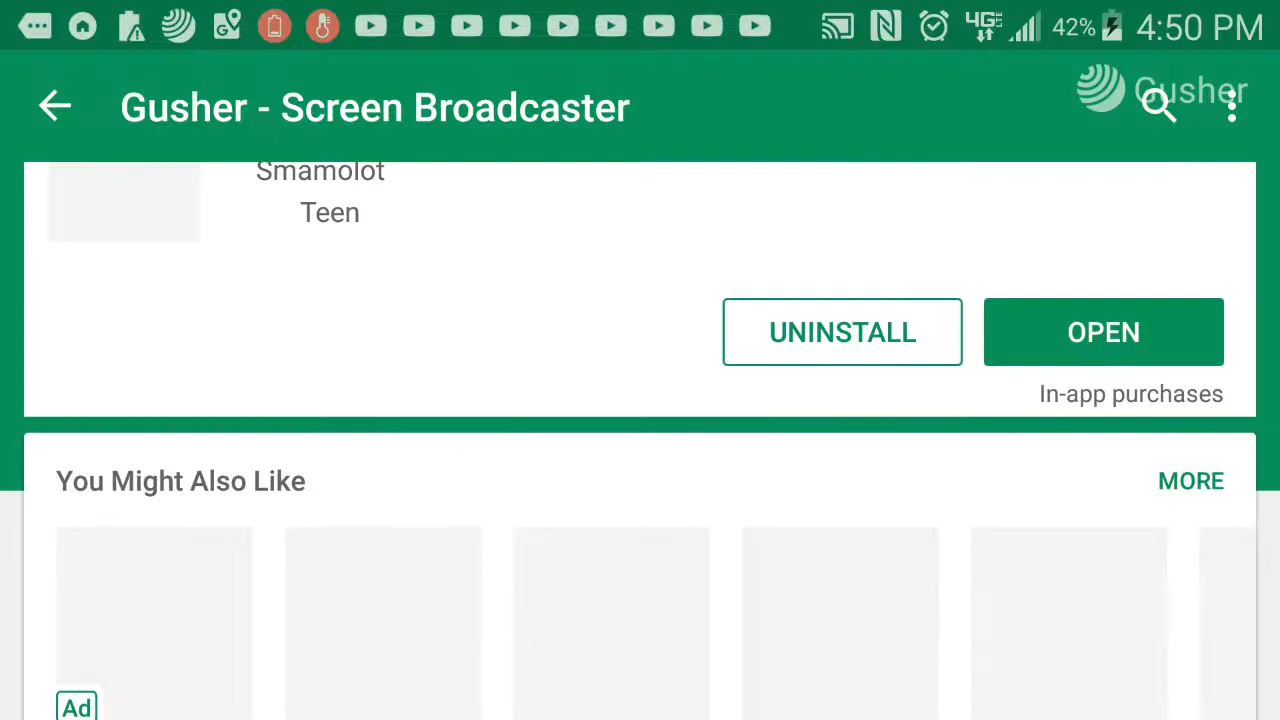 42% 4:50 PM
Gusher
Gusher - Screen Broadcaster
Smamolot
Teen
UNINSTALL OPEN
In-app purchases
You Might Also Like MORE
Ad